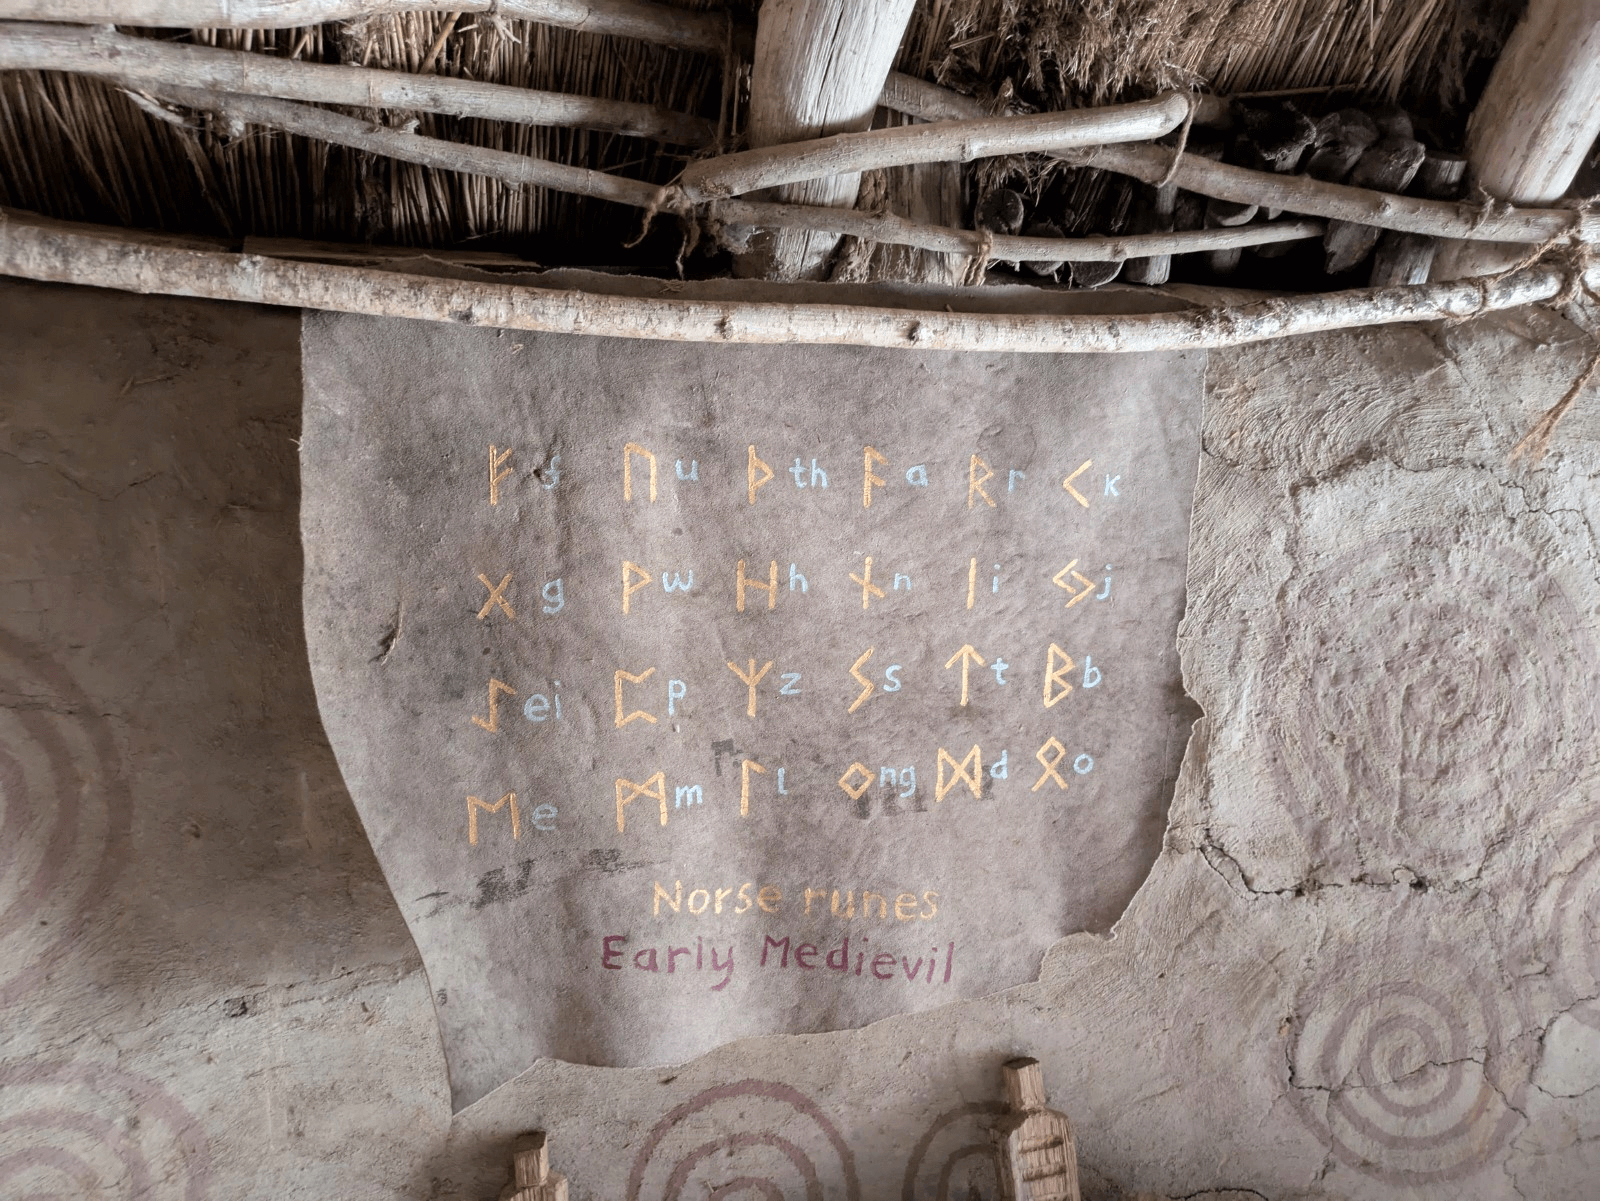 ᚠ f ᚢ u ᚦ th ᚨ a ᚱ r ᚲ k
ᚷ g ᚹ w ᚺ h ᚾ n ᛁ i ᛃ j
ᛇ ei ᛈ p ᛉ z ᛊ s ᛏ t ᛒ b
ᛖ e ᛗ m ᛚ l ᛜ ng ᛞ d ᛟ o
Norse runes
Early Medievil